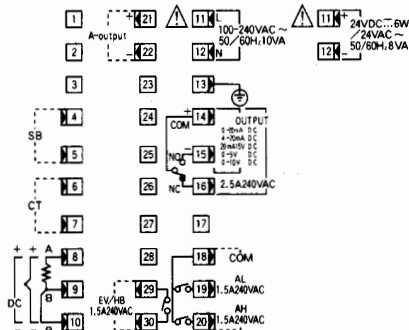 1 A-output + 21 11 L 100-240VAC ~ 50/60H,10VA 11 + 24VDC 6W
2 - 22 12 N 12 - /24VAC ~ 50/60H,8VA
3 23 13
SB 4 24 COM + 14 OUTPUT
0-20mA DC
4-20mA DC
20mA15V DC
0-5V DC
0-10V DC
5 25 NO - 15
CT 6 26 NC 16 2.5A240VAC
7 27 17
DC + + A 8 28 18 COM
B 9 EV/HB 1.5A240VAC 29 19 AL 1.5A240VAC
- - B 10 30 20 AH 1.5A240VAC